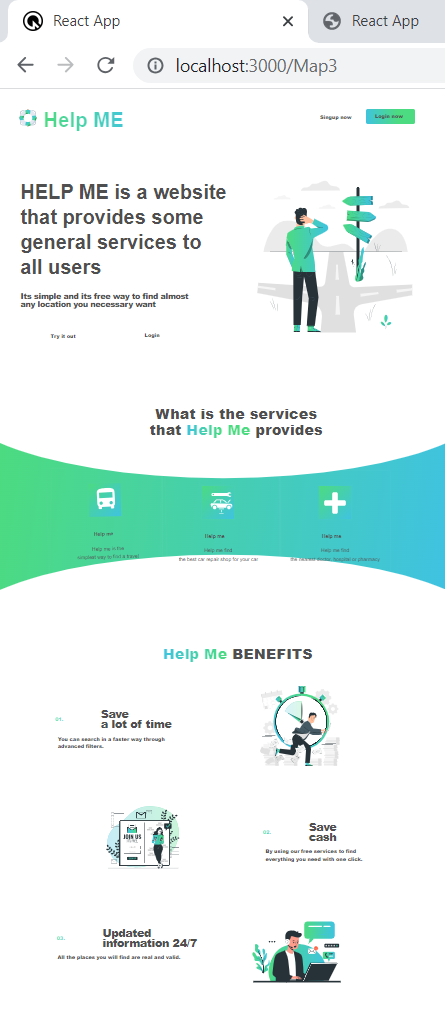 React App
React App
localhost:3000/Map3
Help ME
Singup now
Login now
HELP ME is a website
that provides some
general services to
all users
Its simple and its free way to find almost
any location you necessary want
Try it out
Login
What is the services
that Help Me provides
Help me
Help me
Help me
Help me is the
simplest way to find a travel
Help me find
the best car repair shop for your car
Help me find
the nearest center, hospital or pharmacy
Help Me BENEFITS
01.
Save
a lot of time
You can search in a faster way through
advanced filters.
JOIN US
02.
Save
cash
By using our free services to find
everything you need with one click.
03.
Updated
information 24/7
All the places you will find are real and valid.